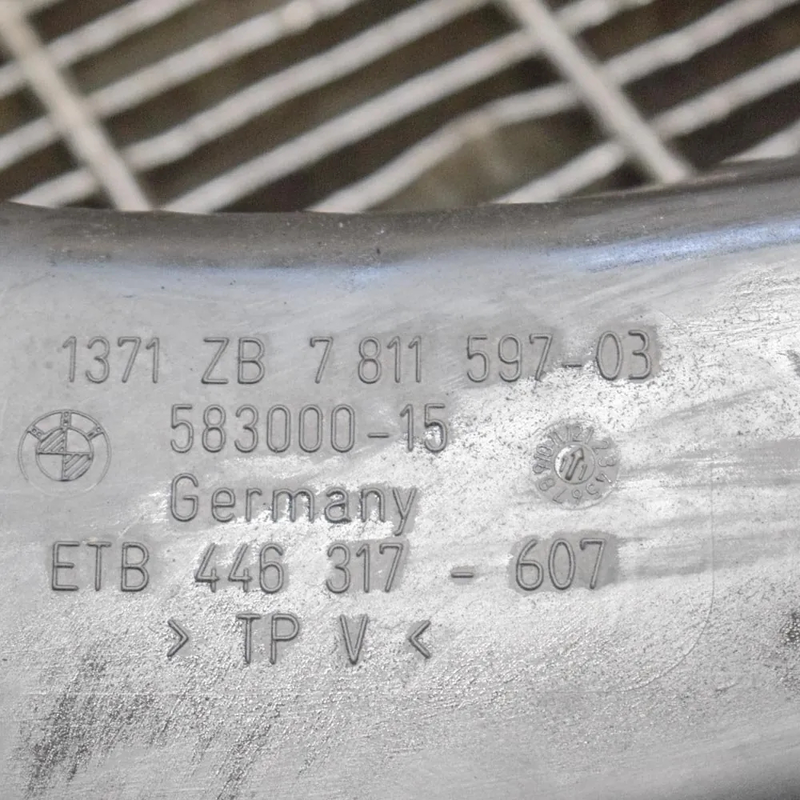 1371 ZB 7 811 597-03
583000-15
Germany
ETB 446 317 - 607
> TP V <